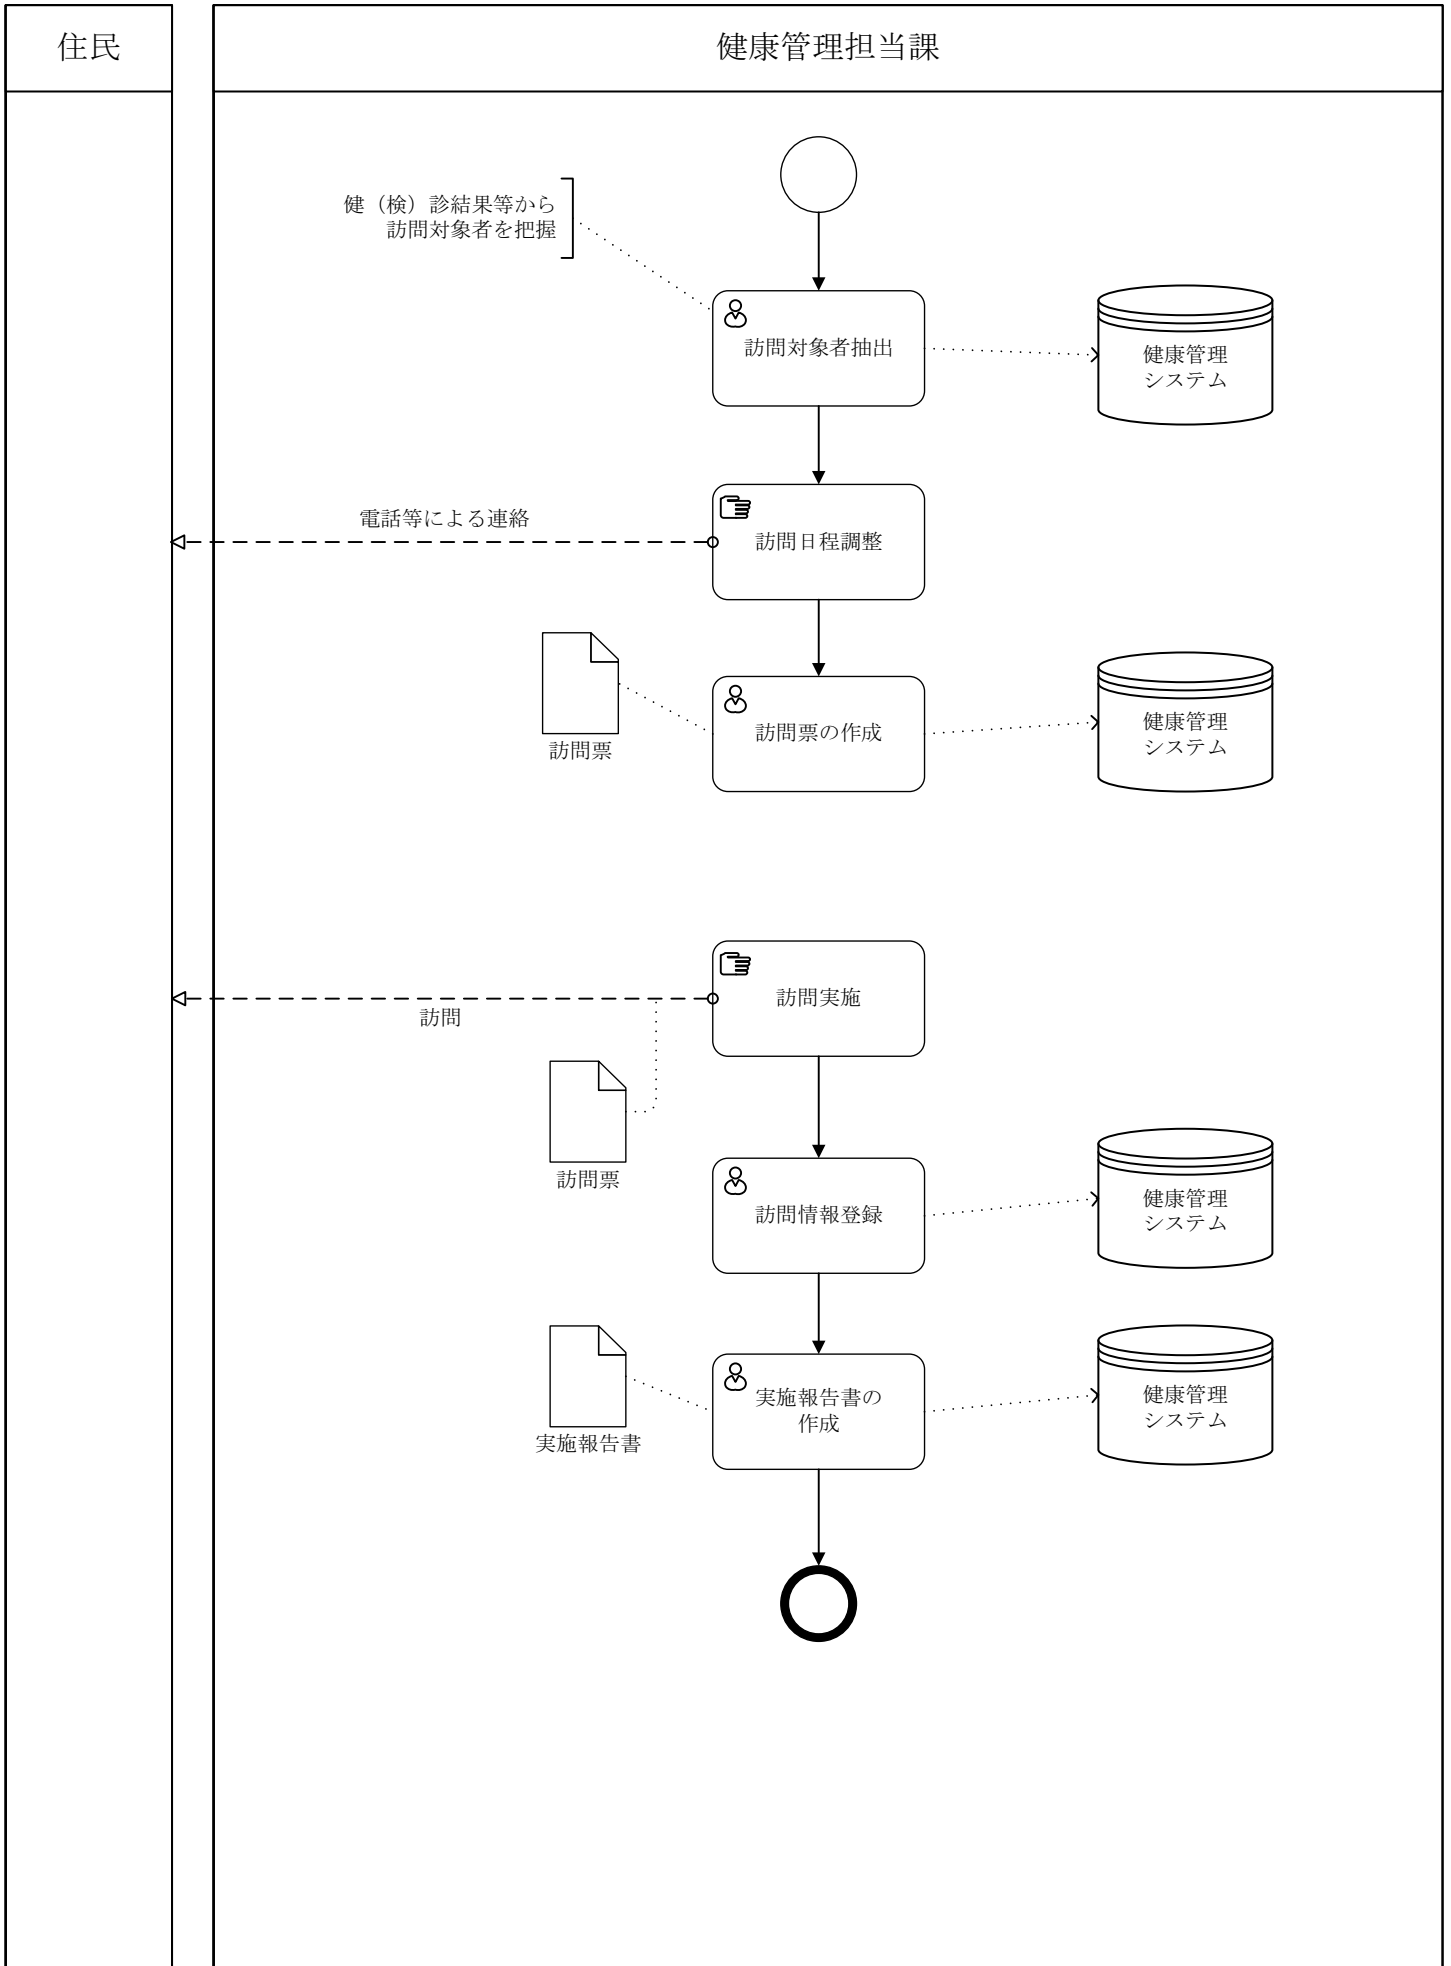 住民
健康管理担当課
健（検）診結果等から
訪問対象者を把握
訪問対象者抽出
健康管理
システム
電話等による連絡
訪問日程調整
訪問票
訪問票の作成
健康管理
システム
訪問実施
訪問
訪問票
訪問情報登録
健康管理
システム
実施報告書
実施報告書の
作成
健康管理
システム